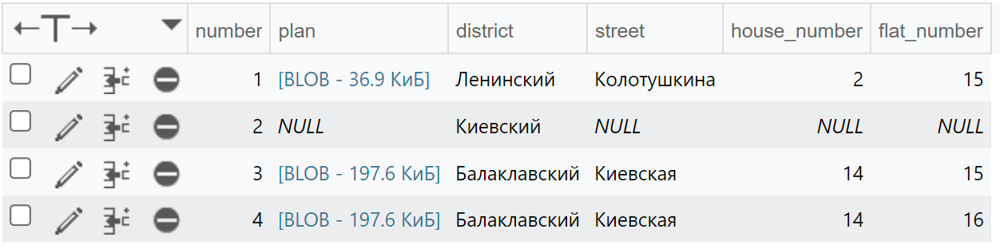 number plan district street house_number flat_number
1 [BLOB - 36.9 КиБ] Ленинский Колотушкина 2 15
2 NULL Киевский NULL NULL NULL
3 [BLOB - 197.6 КиБ] Балаклавский Киевская 14 15
4 [BLOB - 197.6 КиБ] Балаклавский Киевская 14 16